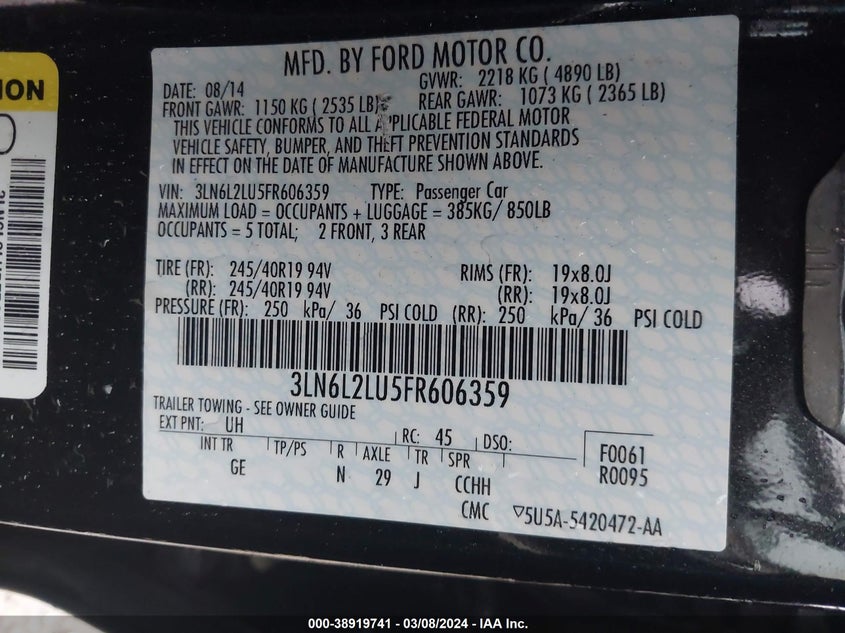 MFD. BY FORD MOTOR CO.
DATE: 08/14
GVWR: 2218 KG ( 4890 LB)
FRONT GAWR: 1150 KG ( 2535 LB)
REAR GAWR: 1073 KG ( 2365 LB)
THIS VEHICLE CONFORMS TO ALL APPLICABLE FEDERAL MOTOR
VEHICLE SAFETY, BUMPER, AND THEFT PREVENTION STANDARDS
IN EFFECT ON THE DATE OF MANUFACTURE SHOWN ABOVE.
VIN: 3LN6L2LU5FR606359 TYPE: Passenger Car
MAXIMUM LOAD = OCCUPANTS + LUGGAGE = 385KG/ 850LB
OCCUPANTS = 5 TOTAL; 2 FRONT, 3 REAR
TIRE (FR): 245/40R19 94V RIMS (FR): 19x8.0J
(RR): 245/40R19 94V (RR): 19x8.0J
PRESSURE (FR): 250 kPa/ 36 PSI COLD (RR): 250 kPa/ 36 PSI COLD
3LN6L2LU5FR606359
TRAILER TOWING - SEE OWNER GUIDE
EXT PNT: UH RC: 45 DSO:
INT TR TP/PS R AXLE TR SPR
GE N 29 J CCHH
F0061
R0095
CMC ▽5U5A-5420472-AA
000-38919741 - 03/08/2024 - IAA Inc.